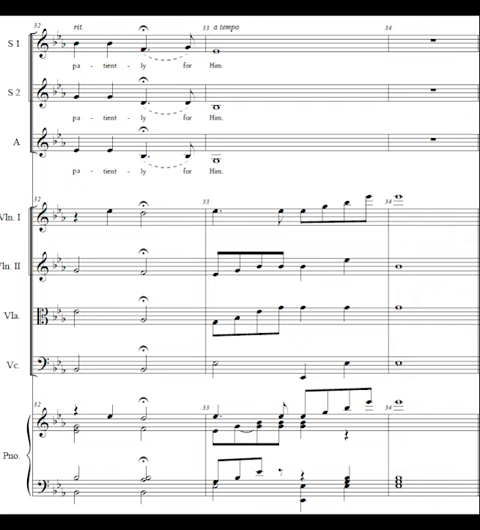 32 rit. 33 a tempo 34
S 1
pa - tient - ly for Him.
S 2
pa - tient - ly for Him.
A
pa - tient - ly for Him.
32 33 34
Vln. I
Vln. II
Vla.
Vc.
32 33 34
Pno.